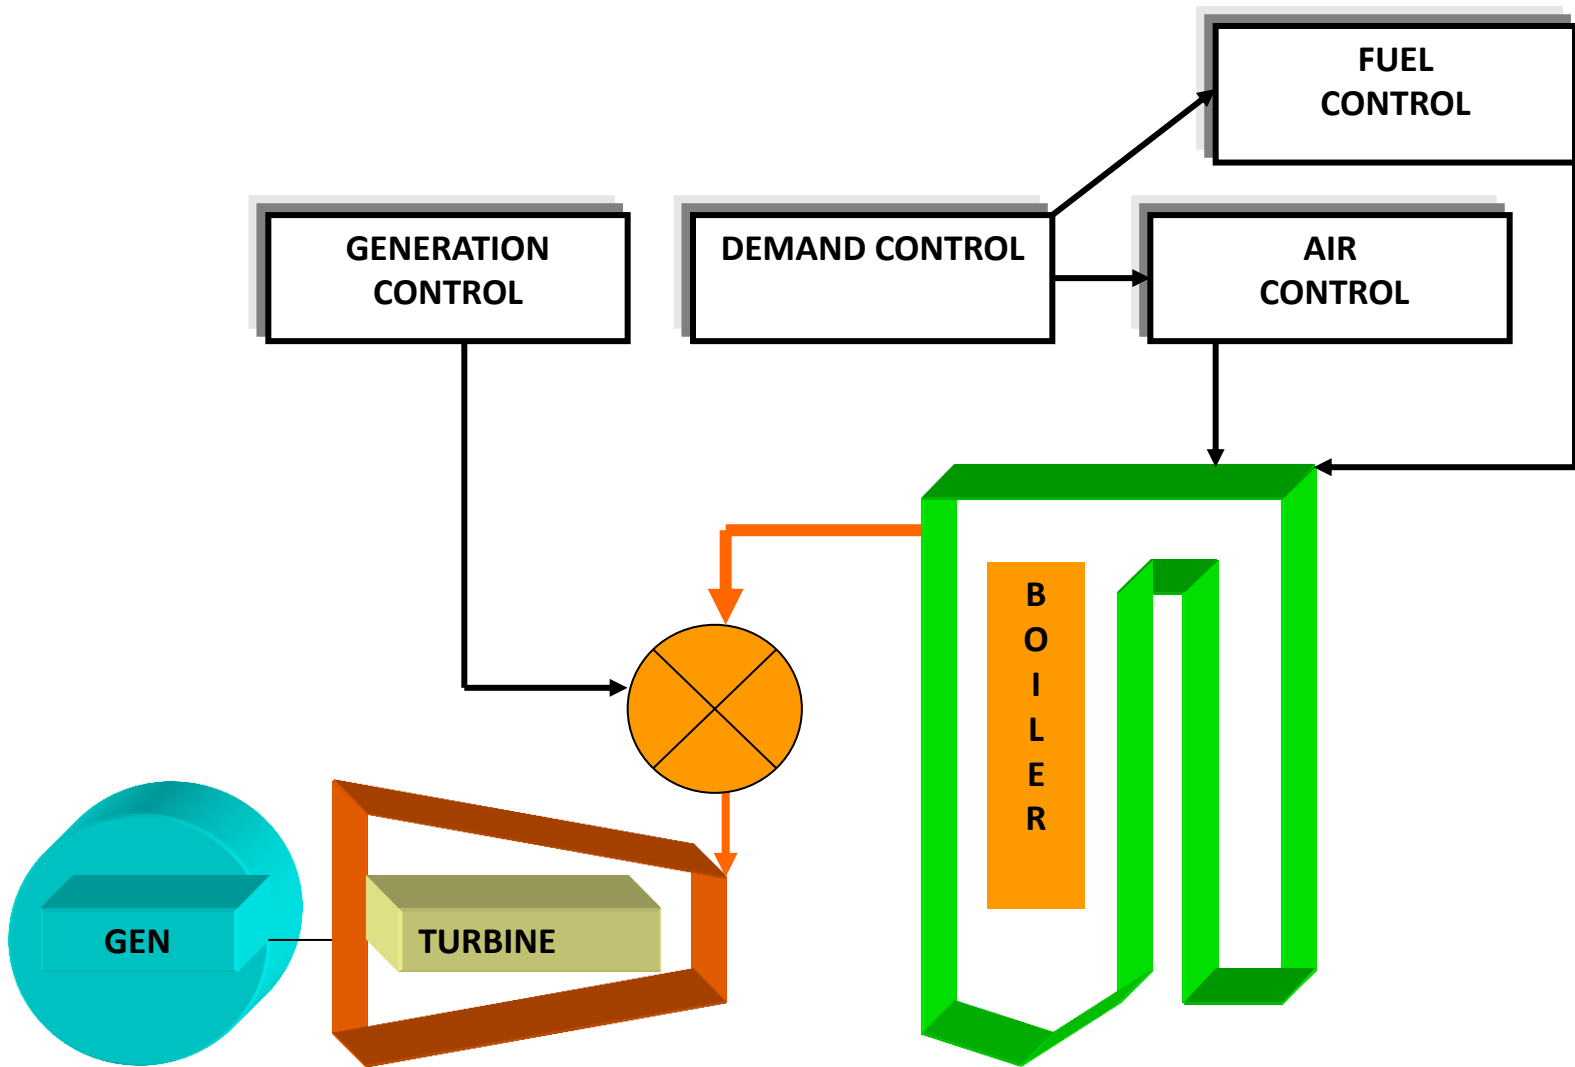 FUEL
CONTROL
GENERATION
CONTROL
DEMAND CONTROL
AIR
CONTROL
B
O
I
L
E
R
GEN
TURBINE